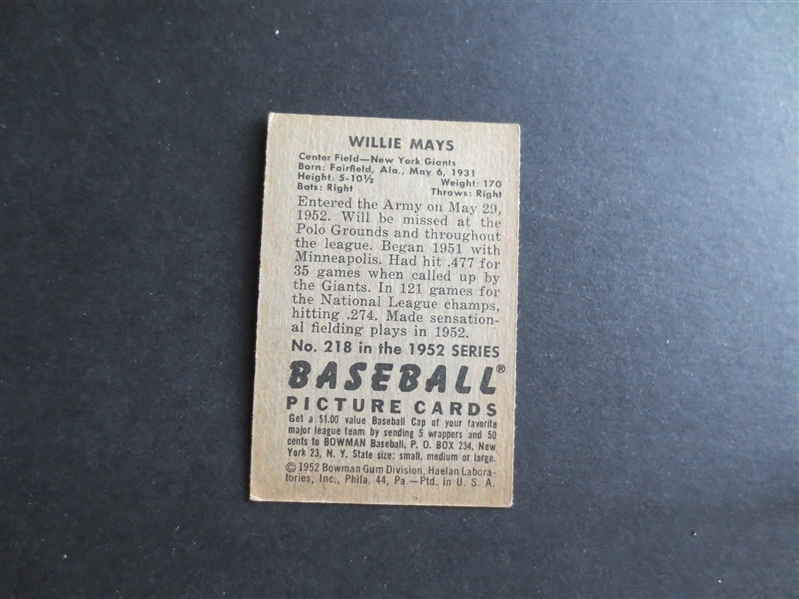 WILLIE MAYS
Center Field—New York Giants
Born: Fairfield, Ala., May 6, 1931
Height: 5-10½ Weight: 170
Bats: Right Throws: Right
Entered the Army on May 29,
1952. Will be missed at the
Polo Grounds and throughout
the league. Began 1951 with
Minneapolis. Had hit .477 for
35 games when called up by
the Giants. In 121 games for
the National League champs,
hitting .274. Made sensation-
al fielding plays in 1952.
No. 218 in the 1952 SERIES
BASEBALL®
PICTURE CARDS
Get a $1.00 value Baseball Cap of your favorite
major league team by sending 5 wrappers and 50
cents to BOWMAN Baseball, P. O. BOX 234, New
York 23, N. Y. State size: small, medium or large.
© 1952 Bowman Gum Division, Haelan Labora-
tories, Inc., Phila. 44, Pa.—Ptd. in U. S. A.